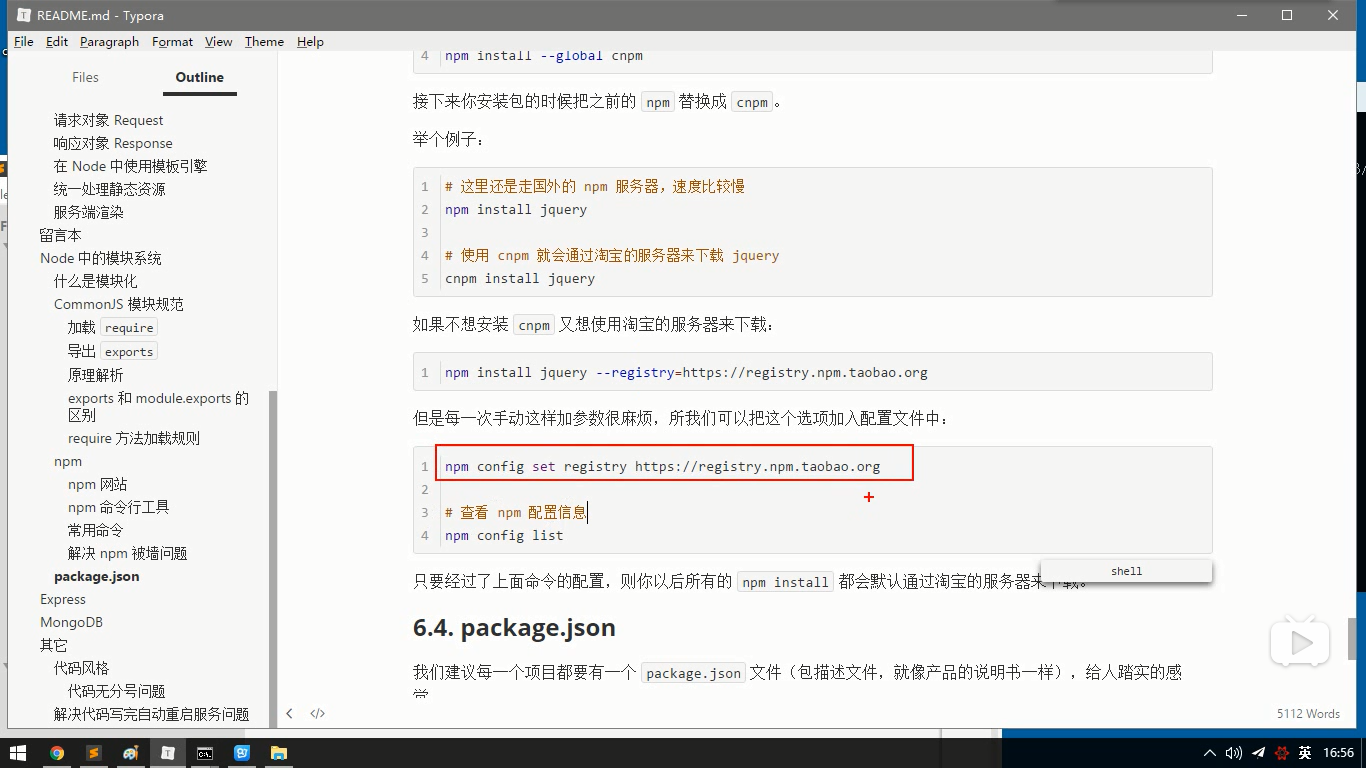 README.md - Typora
File Edit Paragraph Format View Theme Help
Files Outline
请求对象 Request
响应对象 Response
在 Node 中使用模板引擎
统一处理静态资源
服务端渲染
留言本
Node 中的模块系统
什么是模块化
CommonJS 模块规范
加载 require
导出 exports
原理解析
exports 和 module.exports 的
区别
require 方法加载规则
npm
npm 网站
npm 命令行工具
常用命令
解决 npm 被墙问题
package.json
Express
MongoDB
其它
代码风格
代码无分号问题
解决代码写完自动重启服务问题
4 npm install --global cnpm
接下来你安装包的时候把之前的 npm 替换成 cnpm。
举个例子：
1 # 这里还是走国外的 npm 服务器，速度比较慢
2 npm install jquery
3
4 # 使用 cnpm 就会通过淘宝的服务器来下载 jquery
5 cnpm install jquery
如果不想安装 cnpm 又想使用淘宝的服务器来下载：
1 npm install jquery --registry=https://registry.npm.taobao.org
但是每一次手动这样加参数很麻烦，所我们可以把这个选项加入配置文件中：
1 npm config set registry https://registry.npm.taobao.org
2
3 # 查看 npm 配置信息
4 npm config list
shell
只要经过了上面命令的配置，则你以后所有的 npm install 都会默认通过淘宝的服务器来下载。
6.4. package.json
我们建议每一个项目都要有一个 package.json 文件（包描述文件，就像产品的说明书一样），给人踏实的感
5112 Words
英 16:56